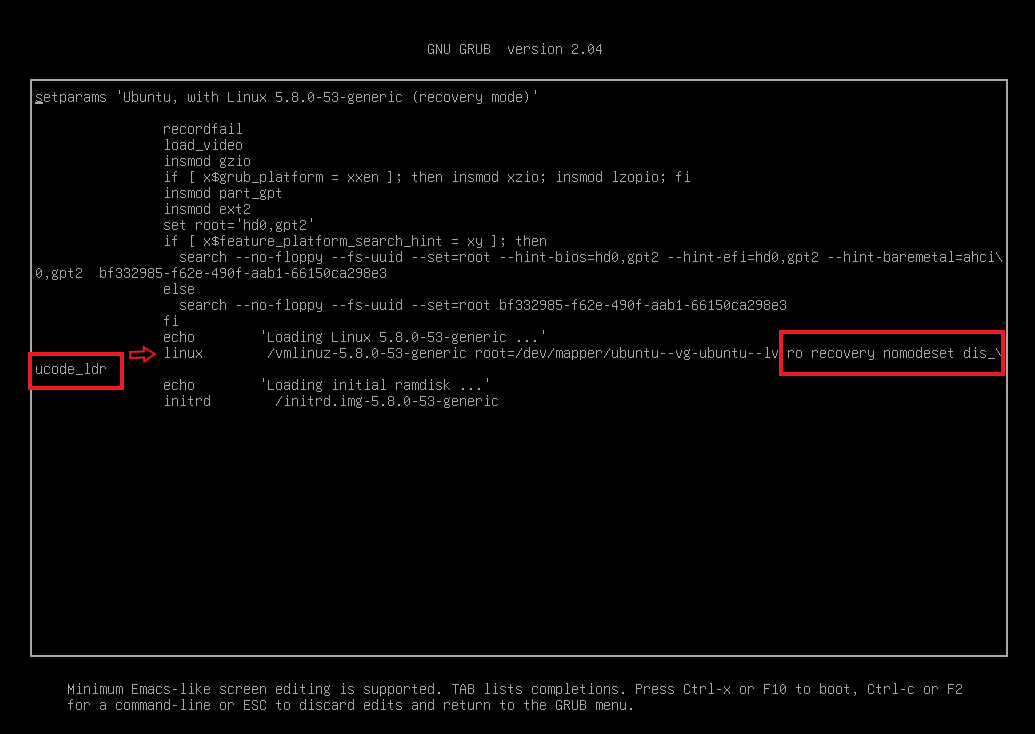 GNU GRUB  version 2.04
setparams 'Ubuntu, with Linux 5.8.0-53-generic (recovery mode)'
recordfail
load_video
insmod gzio
if [ x$grub_platform = xxen ]; then insmod xzio; insmod lzopio; fi
insmod part_gpt
insmod ext2
set root='hd0,gpt2'
if [ x$feature_platform_search_hint = xy ]; then
  search --no-floppy --fs-uuid --set=root --hint-bios=hd0,gpt2 --hint-efi=hd0,gpt2 --hint-baremetal=ahci\
0,gpt2  bf332985-f62e-490f-aab1-66150ca298e3
else
  search --no-floppy --fs-uuid --set=root bf332985-f62e-490f-aab1-66150ca298e3
fi
echo        'Loading Linux 5.8.0-53-generic ...'
linux        /vmlinuz-5.8.0-53-generic root=/dev/mapper/ubuntu--vg-ubuntu--lv ro recovery nomodeset dis_\
ucode_ldr
echo        'Loading initial ramdisk ...'
initrd        /initrd.img-5.8.0-53-generic
Minimum Emacs-like screen editing is supported. TAB lists completions. Press Ctrl-x or F10 to boot, Ctrl-c or F2
for a command-line or ESC to discard edits and return to the GRUB menu.